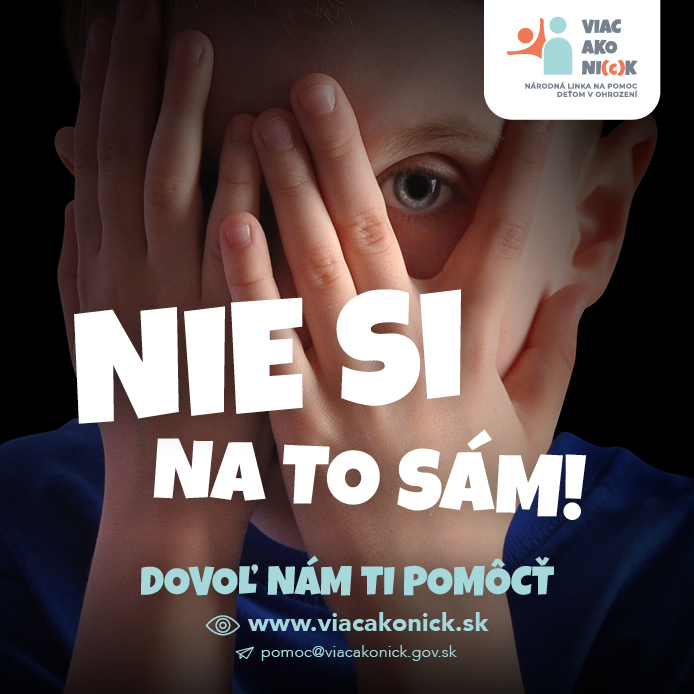 VIAC
AKO
NI(C)K
NÁRODNÁ LINKA NA POMOC
DEŤOM V OHROZENÍ
NIE SI
NA TO SÁM!
DOVOĽ NÁM TI POMÔCŤ
www.viacakonick.sk
pomoc@viacakonick.gov.sk